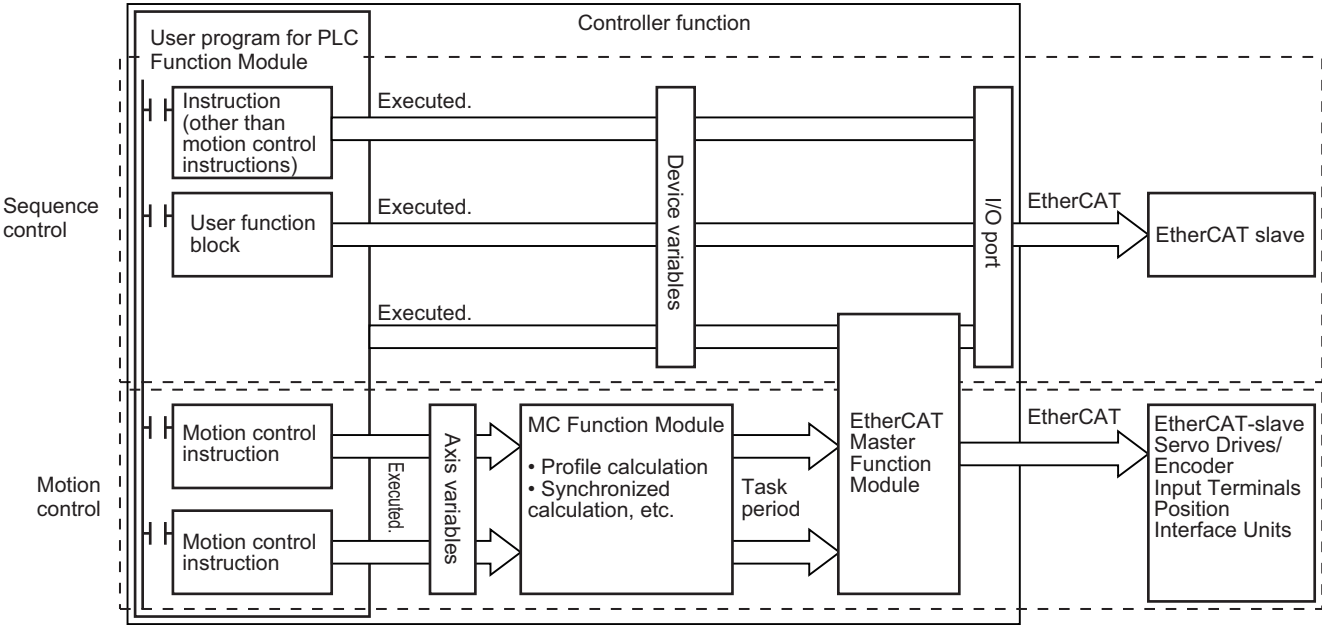 Controller function
User program for PLC
Function Module
Sequence
control
Instruction
(other than
motion control
instructions)
Executed.
User function
block
Executed.
Executed.
Device variables
I/O port
EtherCAT
EtherCAT slave
Motion
control
Motion control
instruction
Motion control
instruction
Executed.
Axis variables
MC Function Module
• Profile calculation
• Synchronized
calculation, etc.
Task
period
EtherCAT
Master
Function
Module
EtherCAT
EtherCAT-slave
Servo Drives/
Encoder
Input Terminals
Position
Interface Units